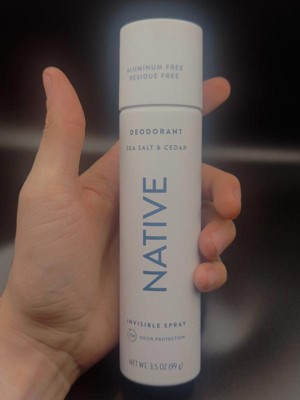 ALUMINUM FREE
RESIDUE FREE
DEODORANT
SEA SALT & CEDAR
NATIVE
INVISIBLE SPRAY
ODOR PROTECTION
NET WT. 3.5 OZ (99 g)